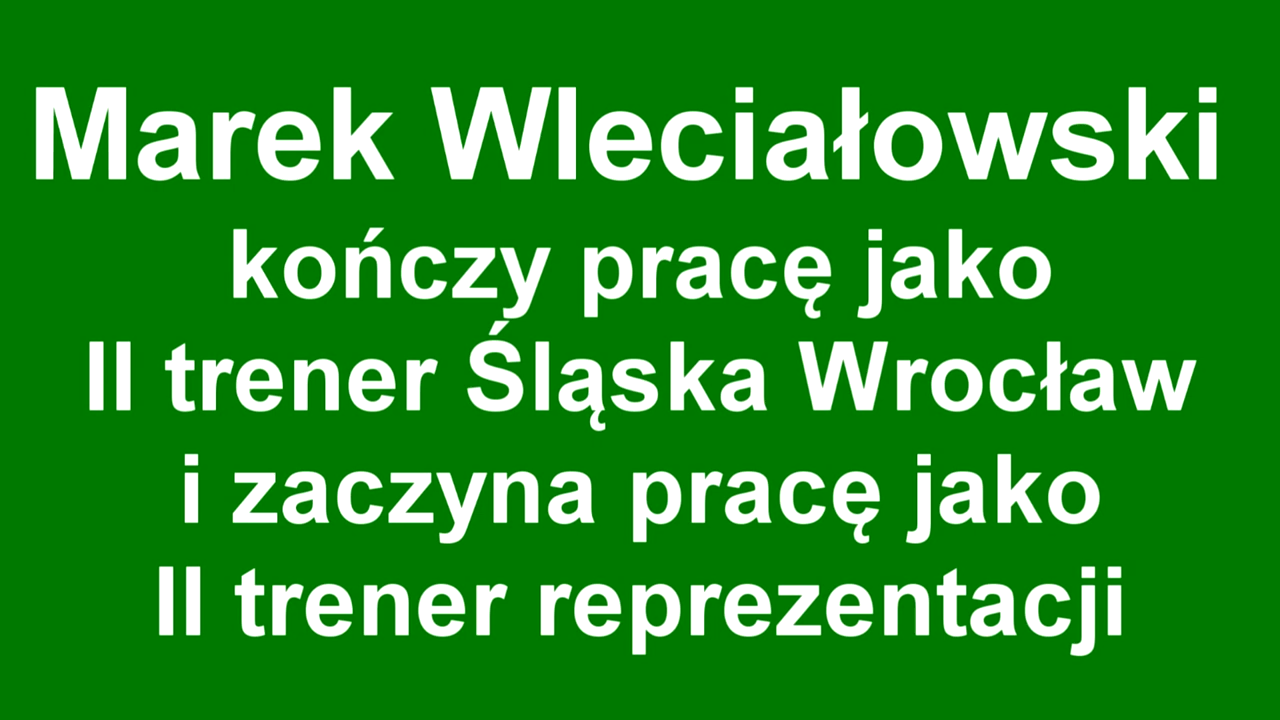 Marek Wleciałowski
kończy pracę jako
II trener Śląska Wrocław
i zaczyna pracę jako
II trener reprezentacji